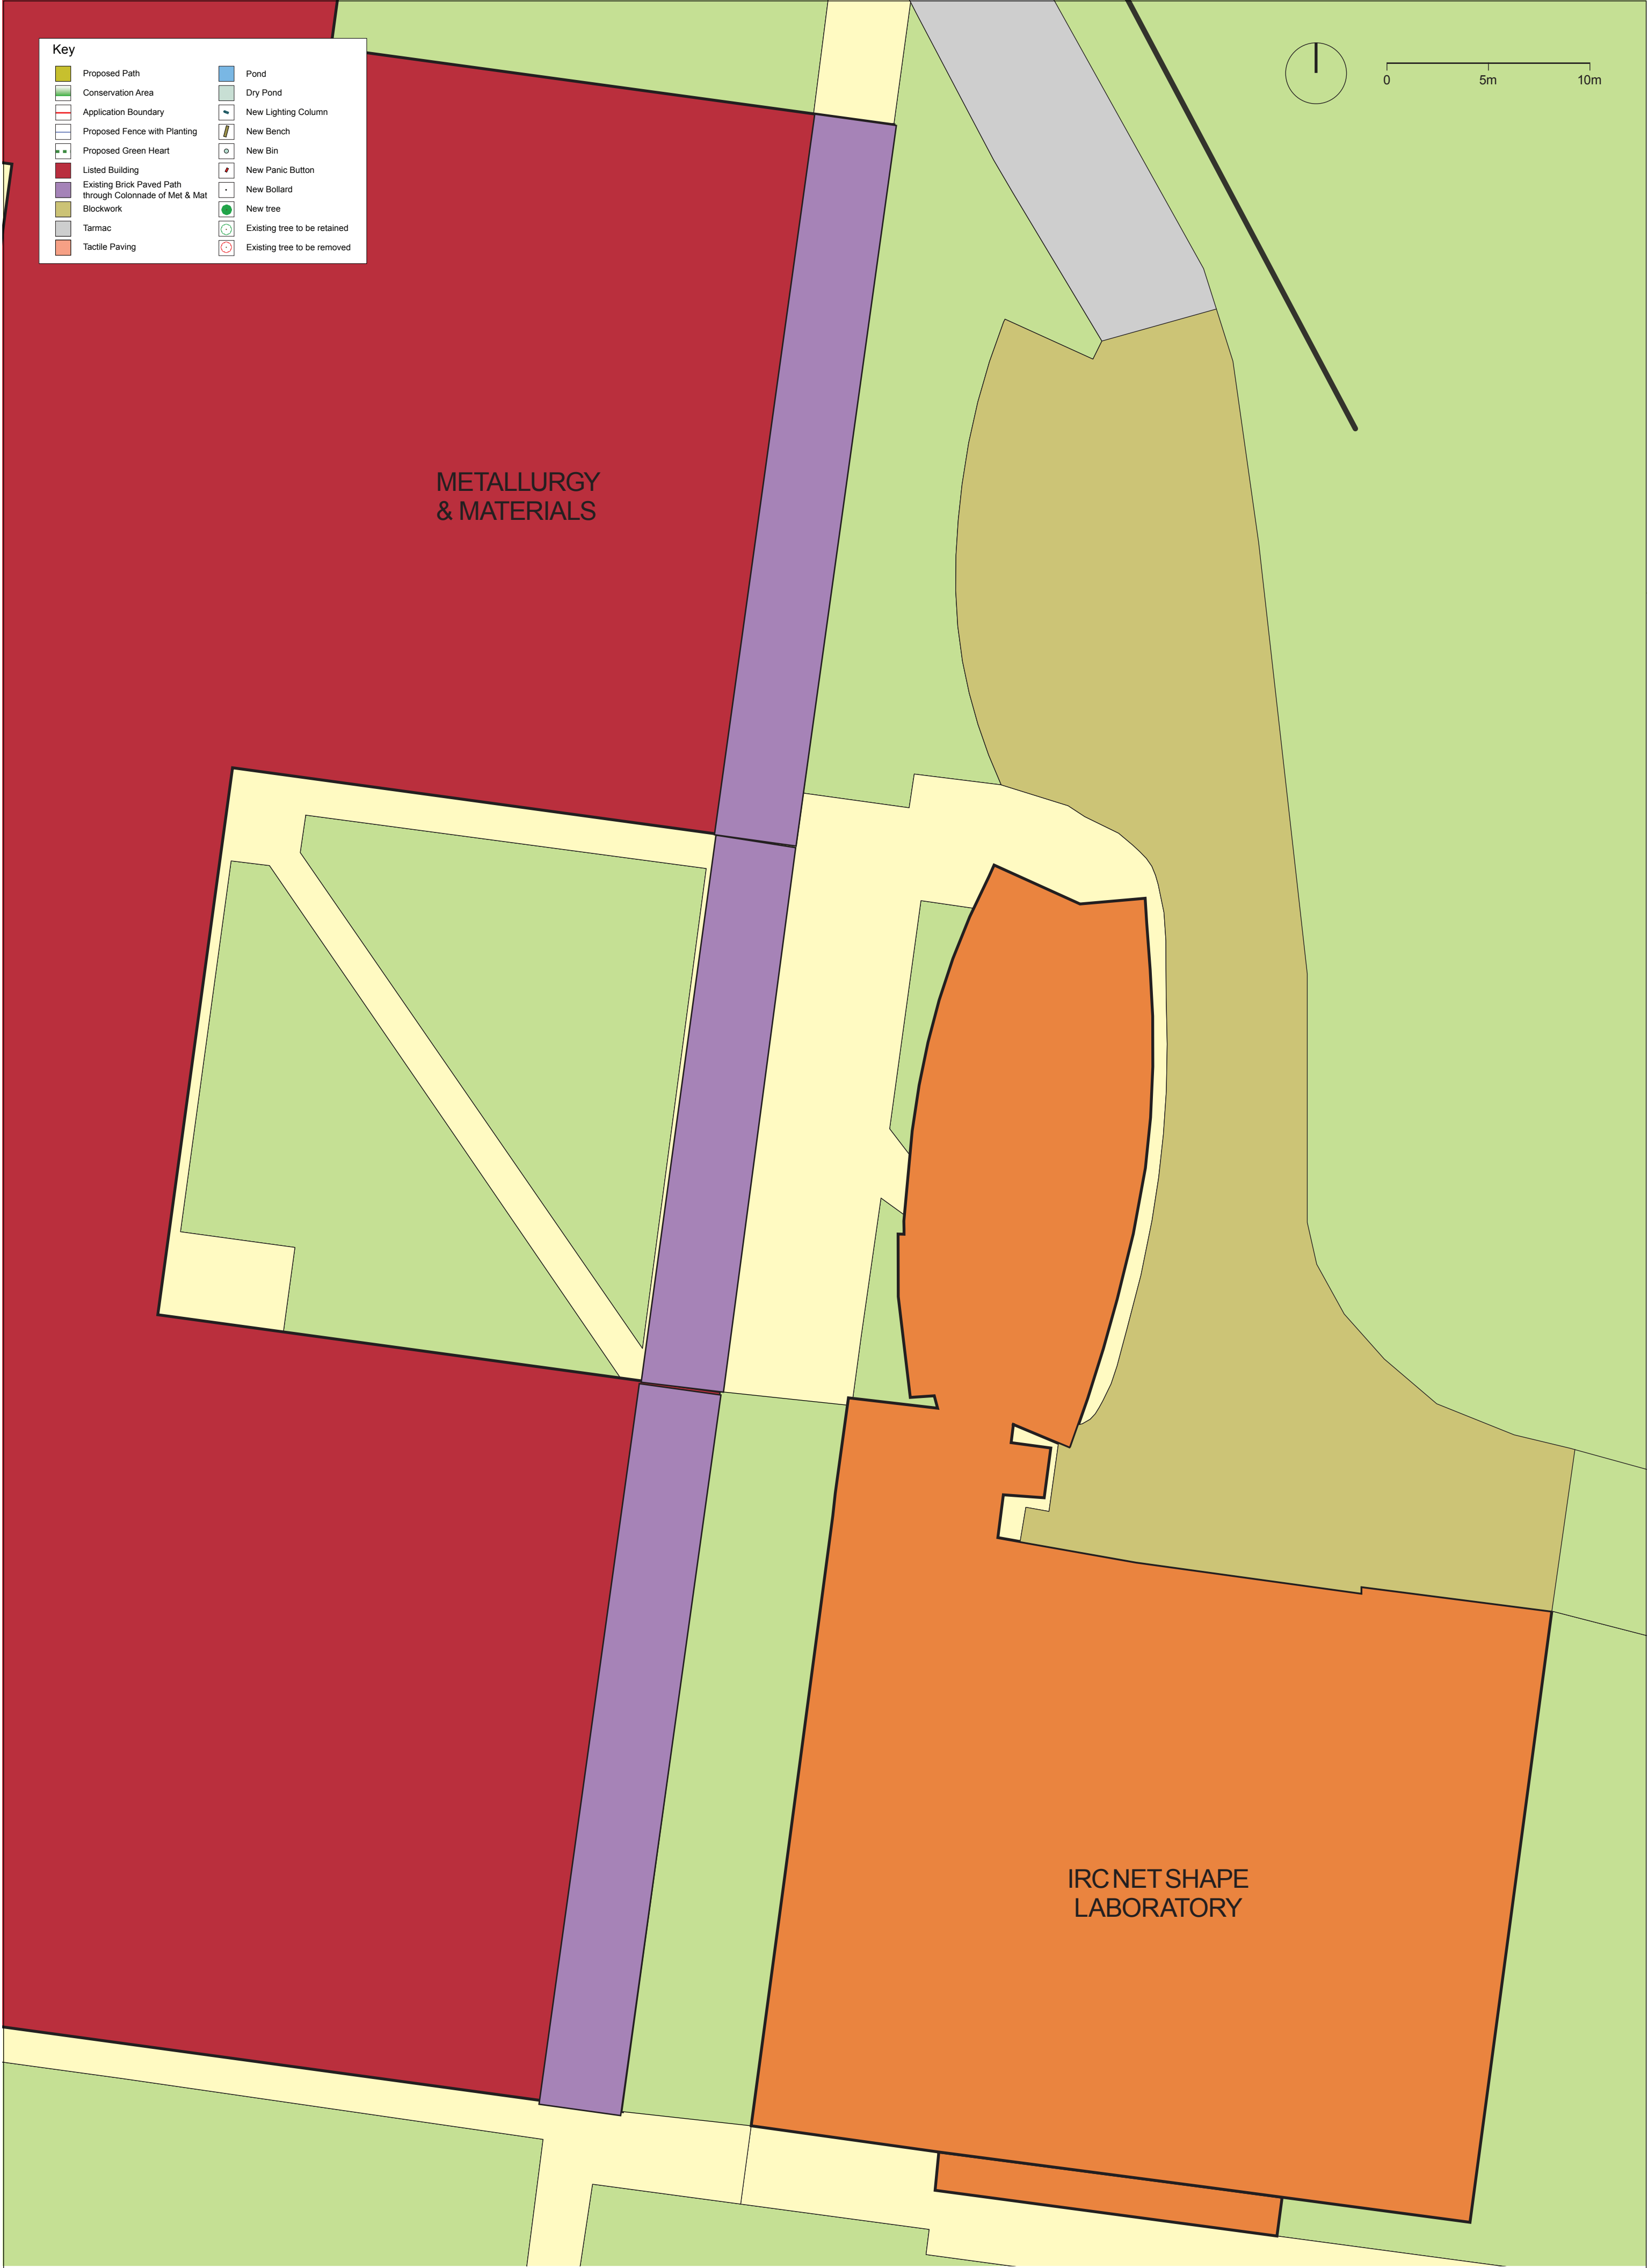 Key
Proposed Path
Conservation Area
Application Boundary
Proposed Fence with Planting
Proposed Green Heart
Listed Building
Existing Brick Paved Path
through Colonnade of Met & Mat
Blockwork
Tarmac
Tactile Paving
Pond
Dry Pond
New Lighting Column
New Bench
New Bin
New Panic Button
New Bollard
New tree
Existing tree to be retained
Existing tree to be removed
0 5m 10m
METALLURGY
& MATERIALS
IRC NET SHAPE
LABORATORY